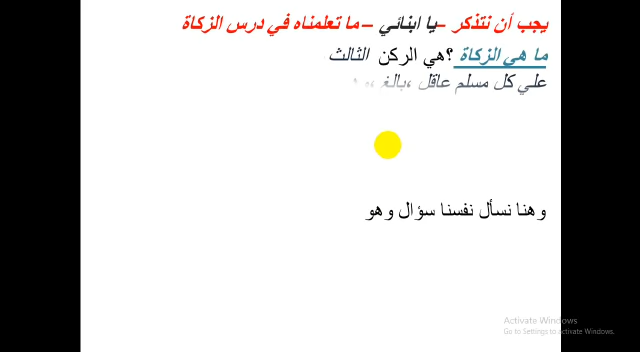 يجب أن نتذكر – يا ابنائي – ما تعلمناه في درس الزكاة
ما هي الزكاة ؟ هي الركن الثالث
علي كل مسلم عاقل ،بالغ ،
وهنا نسأل نفسنا سؤال وهو
Activate Windows
Go to Settings to activate Windows.